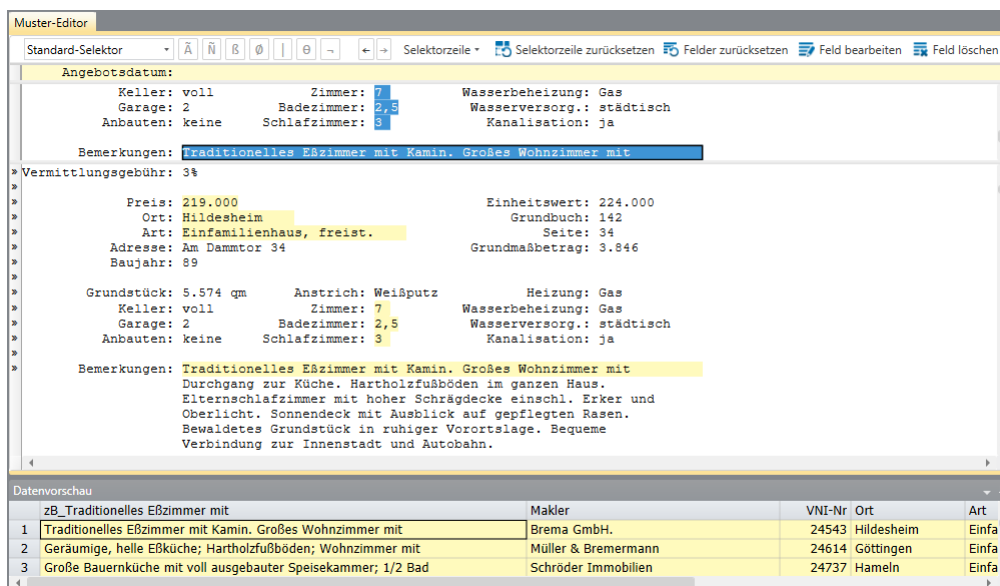 Muster-Editor
Standard-Selektor Ã Ñ ß Ø | Θ ¬ ← → Selektorzeile Selektorzeile zurücksetzen Felder zurücksetzen Feld bearbeiten Feld löschen
Angebotsdatum:
Keller: voll Zimmer: 7 Wasserbeheizung: Gas
Garage: 2 Badezimmer: 2,5 Wasserversorg.: städtisch
Anbauten: keine Schlafzimmer: 3 Kanalisation: ja
Bemerkungen: Traditionelles Eßzimmer mit Kamin. Großes Wohnzimmer mit
» Vermittlungsgebühr: 3%
»
» Preis: 219.000 Einheitswert: 224.000
» Ort: Hildesheim Grundbuch: 142
» Art: Einfamilienhaus, freist. Seite: 34
» Adresse: Am Dammtor 34 Grundmaßbetrag: 3.846
» Baujahr: 89
»
» Grundstück: 5.574 qm Anstrich: Weißputz Heizung: Gas
» Keller: voll Zimmer: 7 Wasserbeheizung: Gas
» Garage: 2 Badezimmer: 2,5 Wasserversorg.: städtisch
» Anbauten: keine Schlafzimmer: 3 Kanalisation: ja
»
» Bemerkungen: Traditionelles Eßzimmer mit Kamin. Großes Wohnzimmer mit
Durchgang zur Küche. Hartholzfußböden im ganzen Haus.
Elternschlafzimmer mit hoher Schrägdecke einschl. Erker und
Oberlicht. Sonnendeck mit Ausblick auf gepflegten Rasen.
Bewaldetes Grundstück in ruhiger Vorortslage. Bequeme
Verbindung zur Innenstadt und Autobahn.
Datenvorschau
zB_Traditionelles Eßzimmer mit Makler VNI-Nr Ort Art
1 Traditionelles Eßzimmer mit Kamin. Großes Wohnzimmer mit Brema GmbH. 24543 Hildesheim Einfa
2 Geräumige, helle Eßküche; Hartholzfußböden; Wohnzimmer mit Müller & Bremermann 24614 Göttingen Einfa
3 Große Bauernküche mit voll ausgebauter Speisekammer; 1/2 Bad Schröder Immobilien 24737 Hameln Einfa